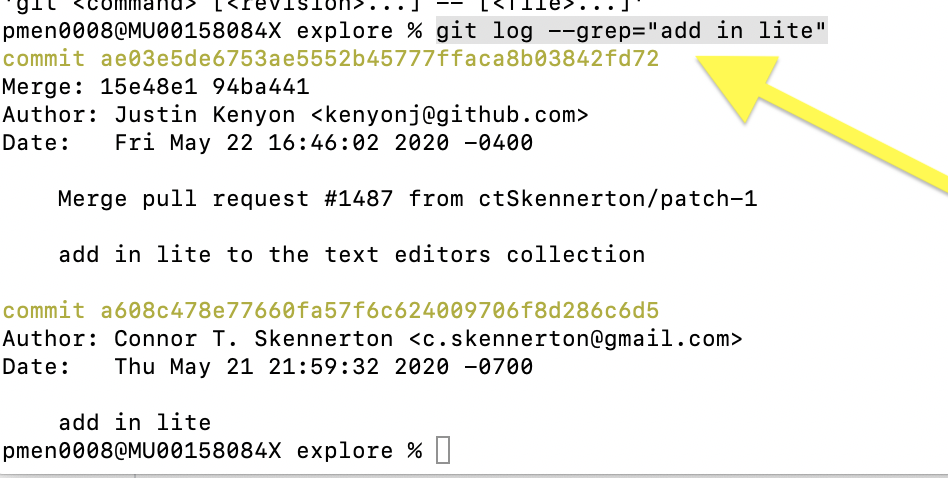 'git <command> [<revision>...] -- [<file>...]'
pmen0008@MU00158084X explore % git log --grep="add in lite"
commit ae03e5de6753ae5552b45777ffaca8b03842fd72
Merge: 15e48e1 94ba441
Author: Justin Kenyon <kenyonj@github.com>
Date:   Fri May 22 16:46:02 2020 -0400
    Merge pull request #1487 from ctSkennerton/patch-1
    add in lite to the text editors collection
commit a608c478e77660fa57f6c624009706f8d286c6d5
Author: Connor T. Skennerton <c.skennerton@gmail.com>
Date:   Thu May 21 21:59:32 2020 -0700
    add in lite
pmen0008@MU00158084X explore %